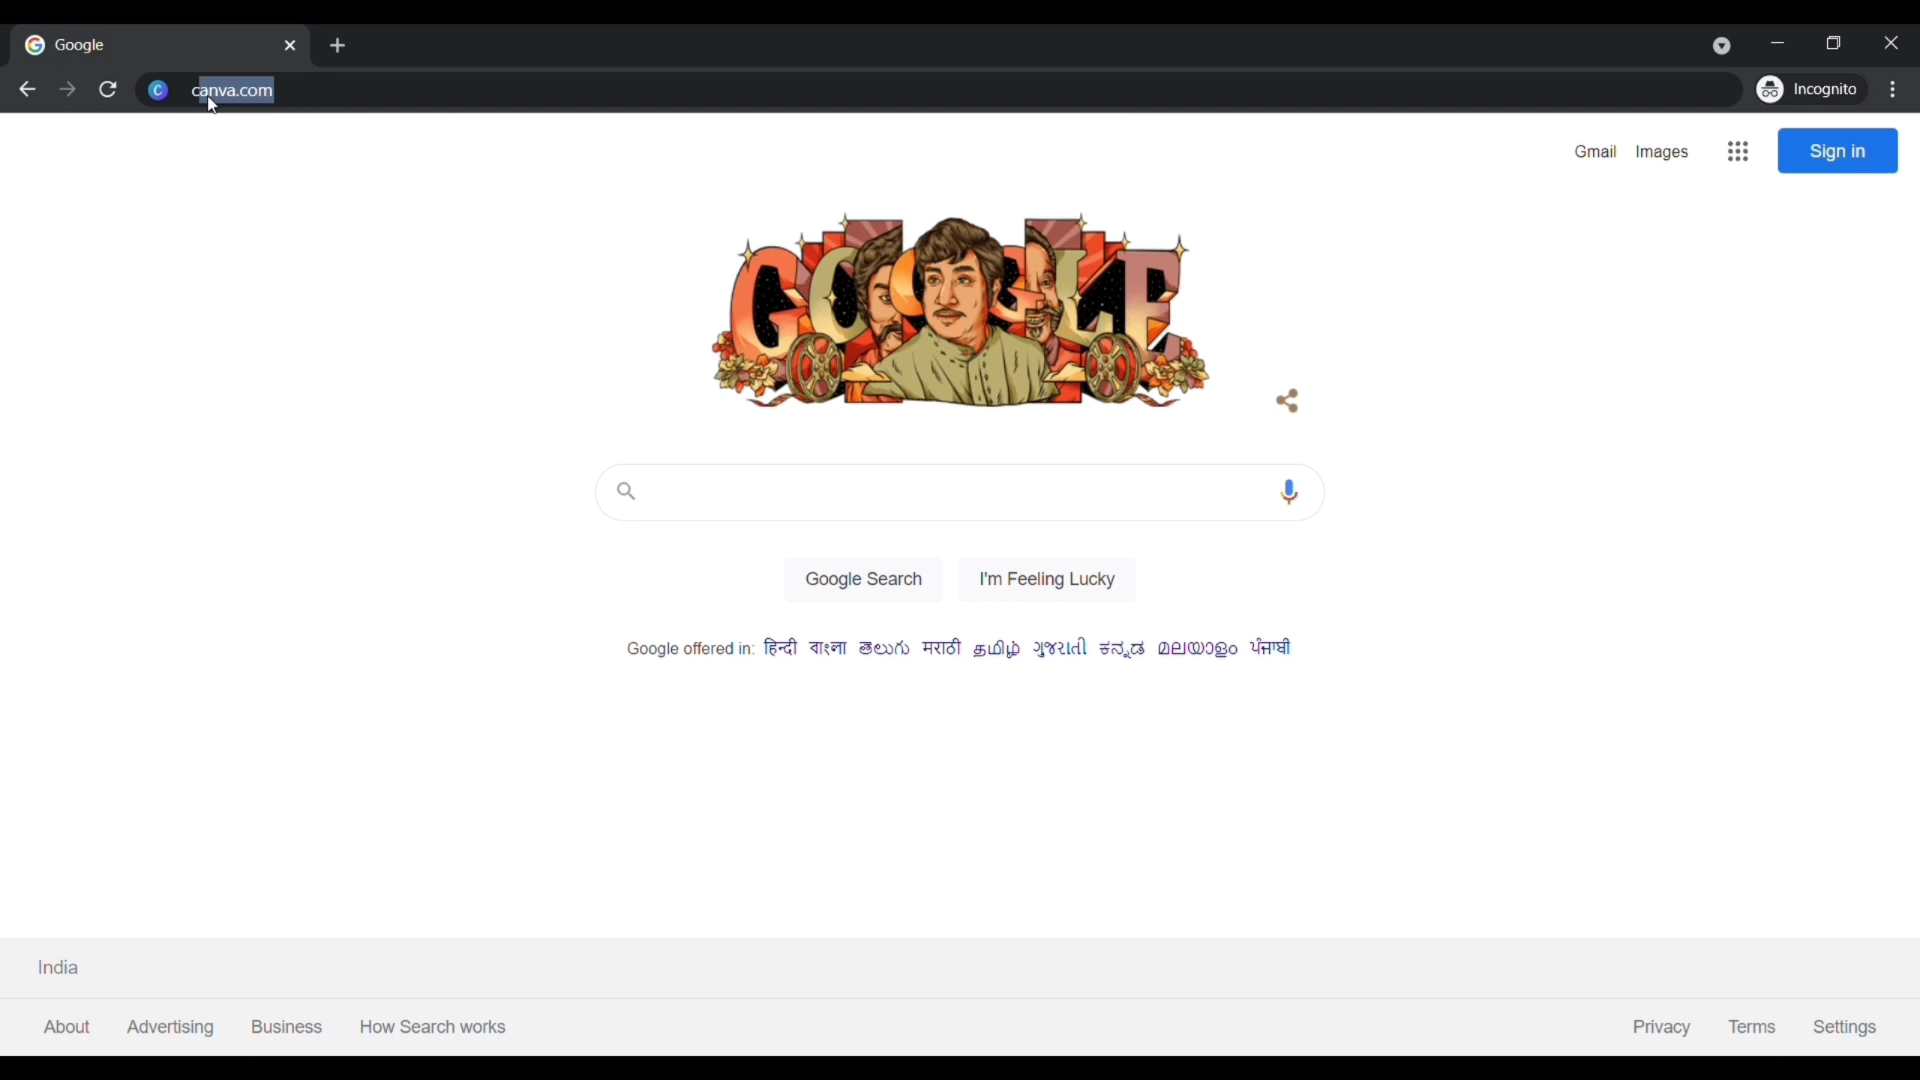 Google
canva.com
Incognito
Gmail Images Sign in
GOOGLE
Google Search I'm Feeling Lucky
Google offered in: हिन्दी বাংলা తెలుగు मराठी தமிழ் ગુજરાતી ಕನ್ನಡ മലയാളം ਪੰਜਾਬੀ
India
About Advertising Business How Search works Privacy Terms Settings